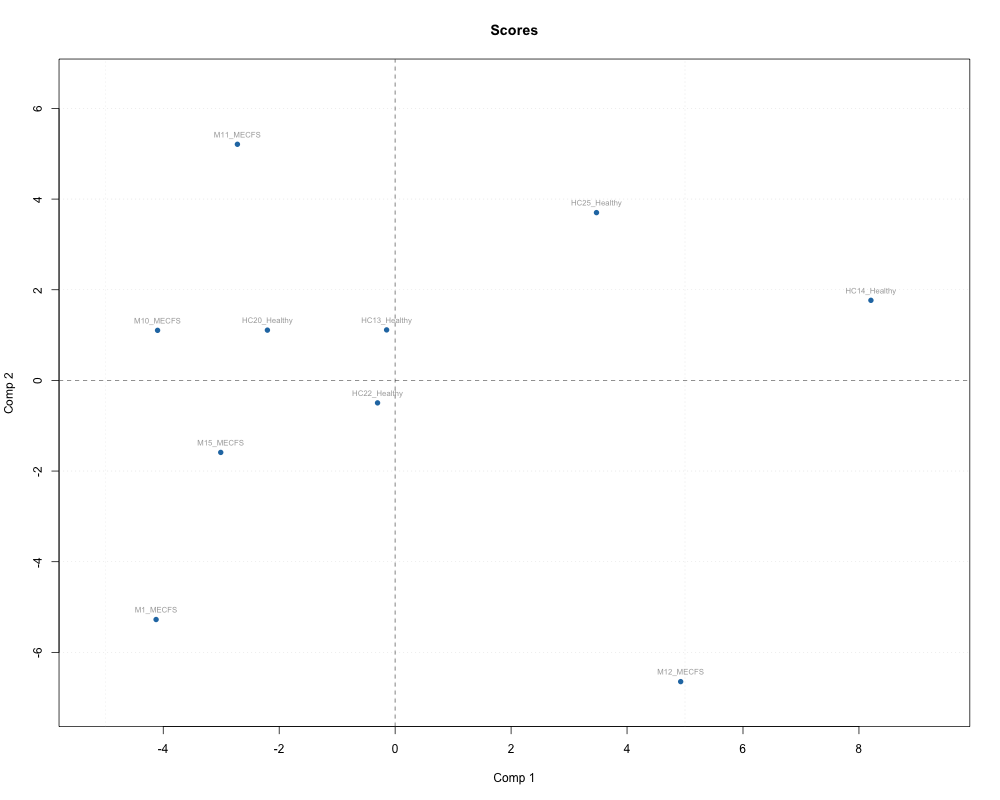 Scores
6
M11_MECFS
4
HC25_Healthy
2
HC14_Healthy
M10_MECFS
HC20_Healthy
HC13_Healthy
0
HC22_Healthy
Comp 2
-2
M15_MECFS
-4
M1_MECFS
-6
M12_MECFS
-4 -2 0 2 4 6 8
Comp 1